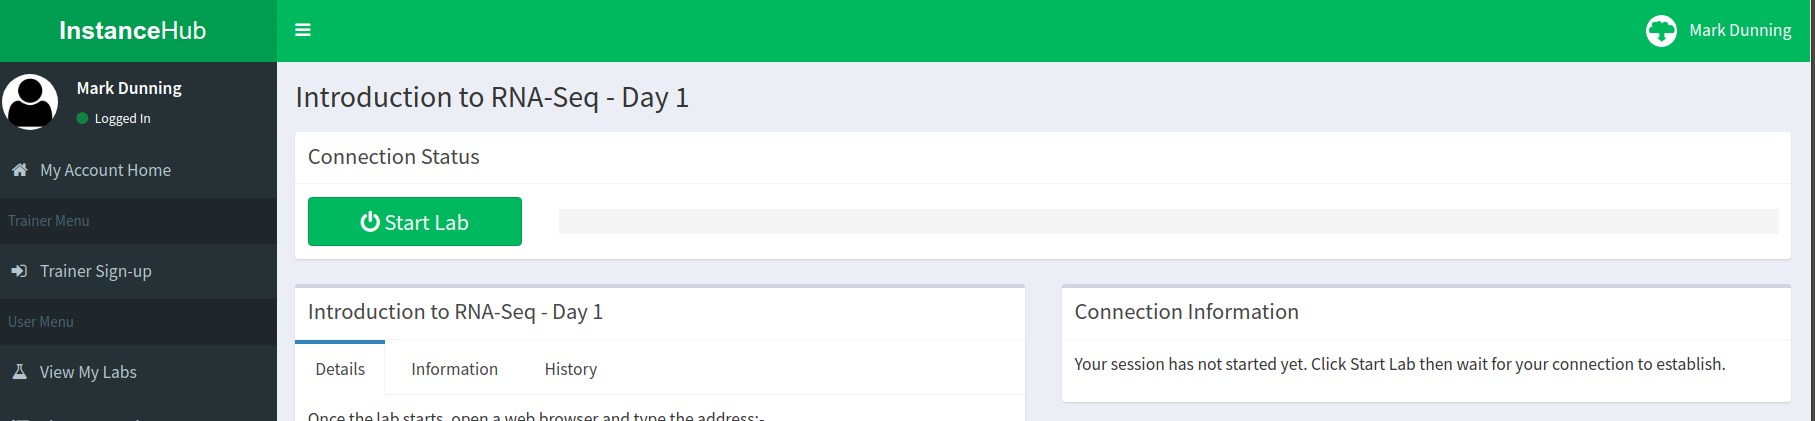 InstanceHub
Mark Dunning
Mark Dunning
Logged In
My Account Home
Trainer Menu
Trainer Sign-up
User Menu
View My Labs
Introduction to RNA-Seq - Day 1
Connection Status
Start Lab
Introduction to RNA-Seq - Day 1
Details Information History
Once the lab starts, open a web browser and type the address:-
Connection Information
Your session has not started yet. Click Start Lab then wait for your connection to establish.